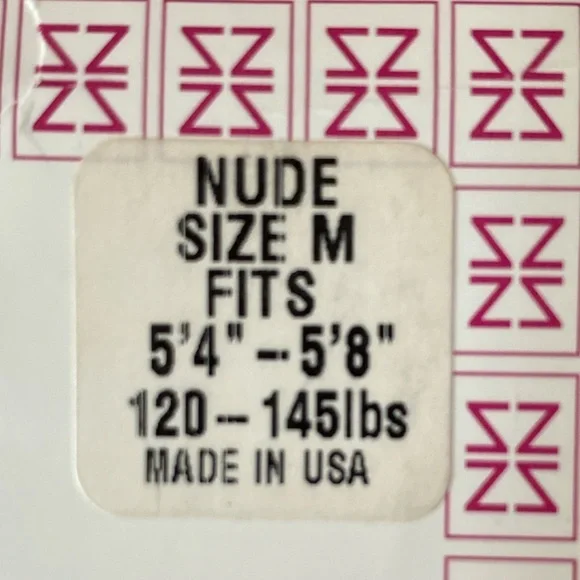 NUDE
SIZE M
FITS
5'4" -- 5'8"
120 -- 145lbs
MADE IN USA